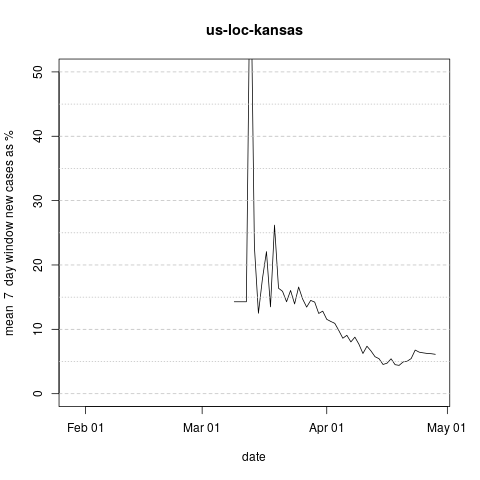 us-loc-kansas
mean 7 day window new cases as %
50
40
30
20
10
0
Feb 01
Mar 01
Apr 01
May 01
date